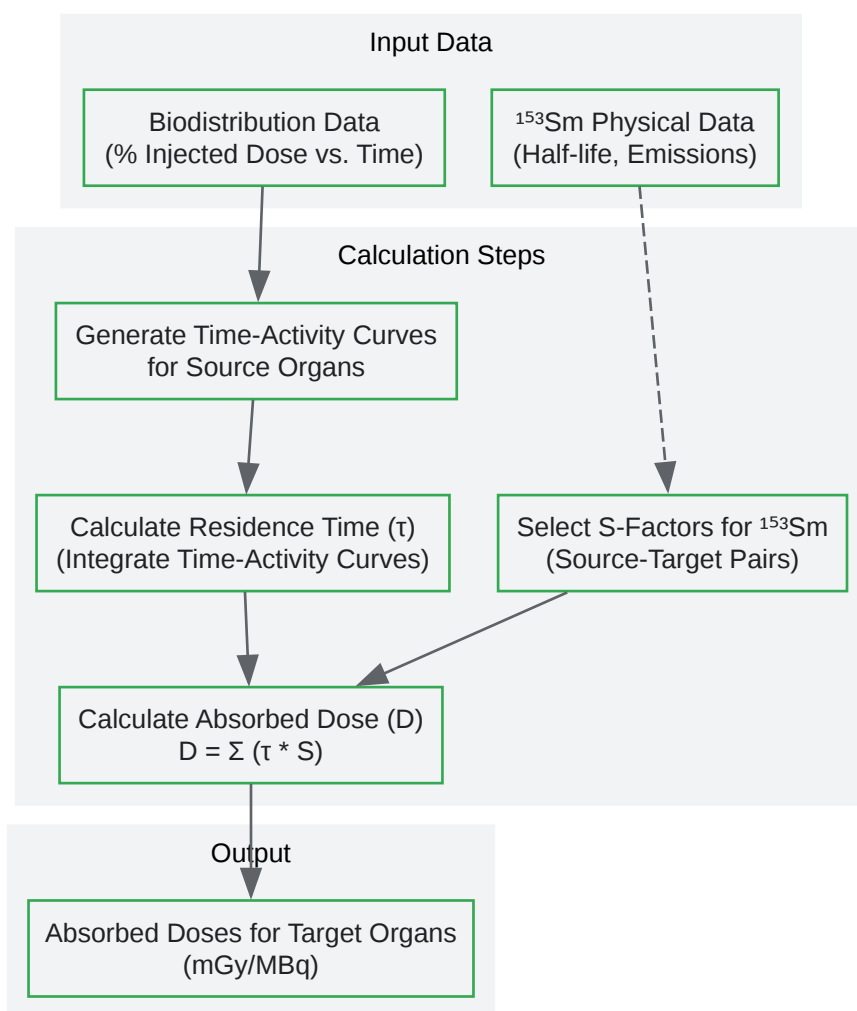 Input Data
Biodistribution Data
(% Injected Dose vs. Time)
¹⁵³Sm Physical Data
(Half-life, Emissions)
Calculation Steps
Generate Time-Activity Curves
for Source Organs
Calculate Residence Time (τ)
(Integrate Time-Activity Curves)
Select S-Factors for ¹⁵³Sm
(Source-Target Pairs)
Calculate Absorbed Dose (D)
D = Σ (τ * S)
Output
Absorbed Doses for Target Organs
(mGy/MBq)